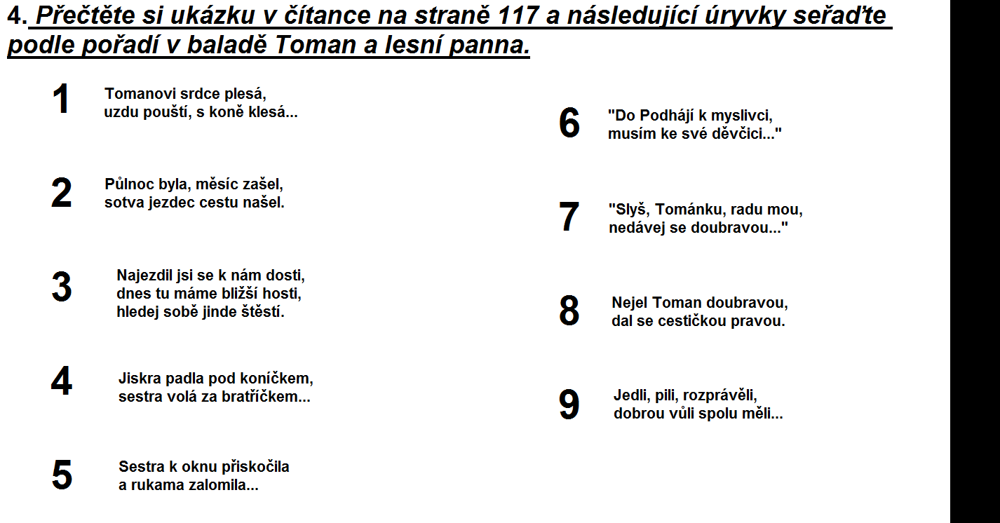 4. Přečtěte si ukázku v čítance na straně 117 a následující úryvky seřaďte
podle pořadí v baladě Toman a lesní panna.
1
Tomanovi srdce plesá,
uzdu pouští, s koně klesá...
2
Půlnoc byla, měsíc zašel,
sotva jezdec cestu našel.
3
Najezdil jsi se k nám dosti,
dnes tu máme bližší hosti,
hledej sobě jinde štěstí.
4
Jiskra padla pod koníčkem,
sestra volá za bratříčkem...
5
Sestra k oknu přiskočila
a rukama zalomila...
6
"Do Podhájí k myslivci,
musím ke své děvčici..."
7
"Slyš, Tománku, radu mou,
nedávej se doubravou..."
8
Nejel Toman doubravou,
dal se cestičkou pravou.
9
Jedli, pili, rozprávěli,
dobrou vůli spolu měli...